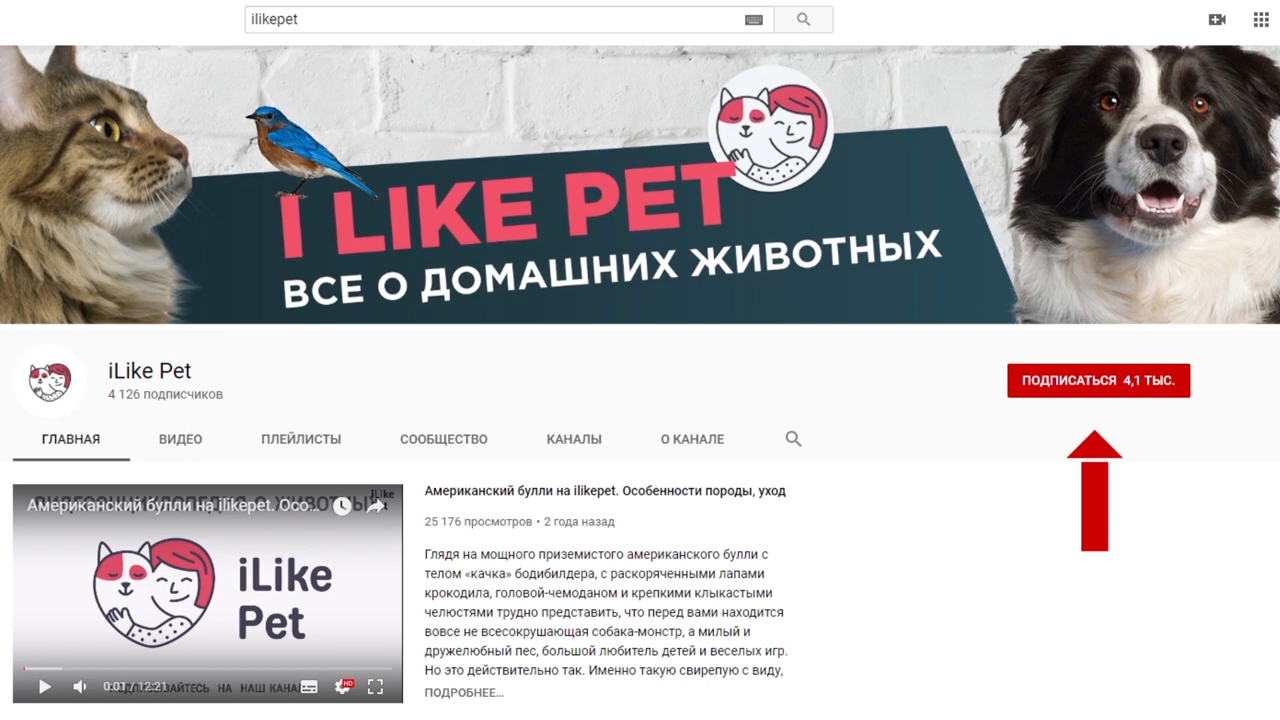 ilikepet
I LIKE PET
ВСЕ О ДОМАШНИХ ЖИВОТНЫХ
iLike Pet
4 126 подписчиков
ПОДПИСАТЬСЯ 4,1 ТЫС.
ГЛАВНАЯ ВИДЕО ПЛЕЙЛИСТЫ СООБЩЕСТВО КАНАЛЫ О КАНАЛЕ
Американский булли на ilikepet. Осо...
iLike
Pet
0:01 / 12:21
HD
НА НАШ
Американский булли на ilikepet. Особенности породы, уход
25 176 просмотров • 2 года назад
Глядя на мощного приземистого американского булли с
телом «качка» бодибилдера, с раскоряченными лапами
крокодила, головой-чемоданом и крепкими клыкастыми
челюстями трудно представить, что перед вами находится
вовсе не всесокрушающая собака-монстр, а милый и
дружелюбный пес, большой любитель детей и веселых игр.
Но это действительно так. Именно такую свирепую с виду,
ПОДРОБНЕЕ...